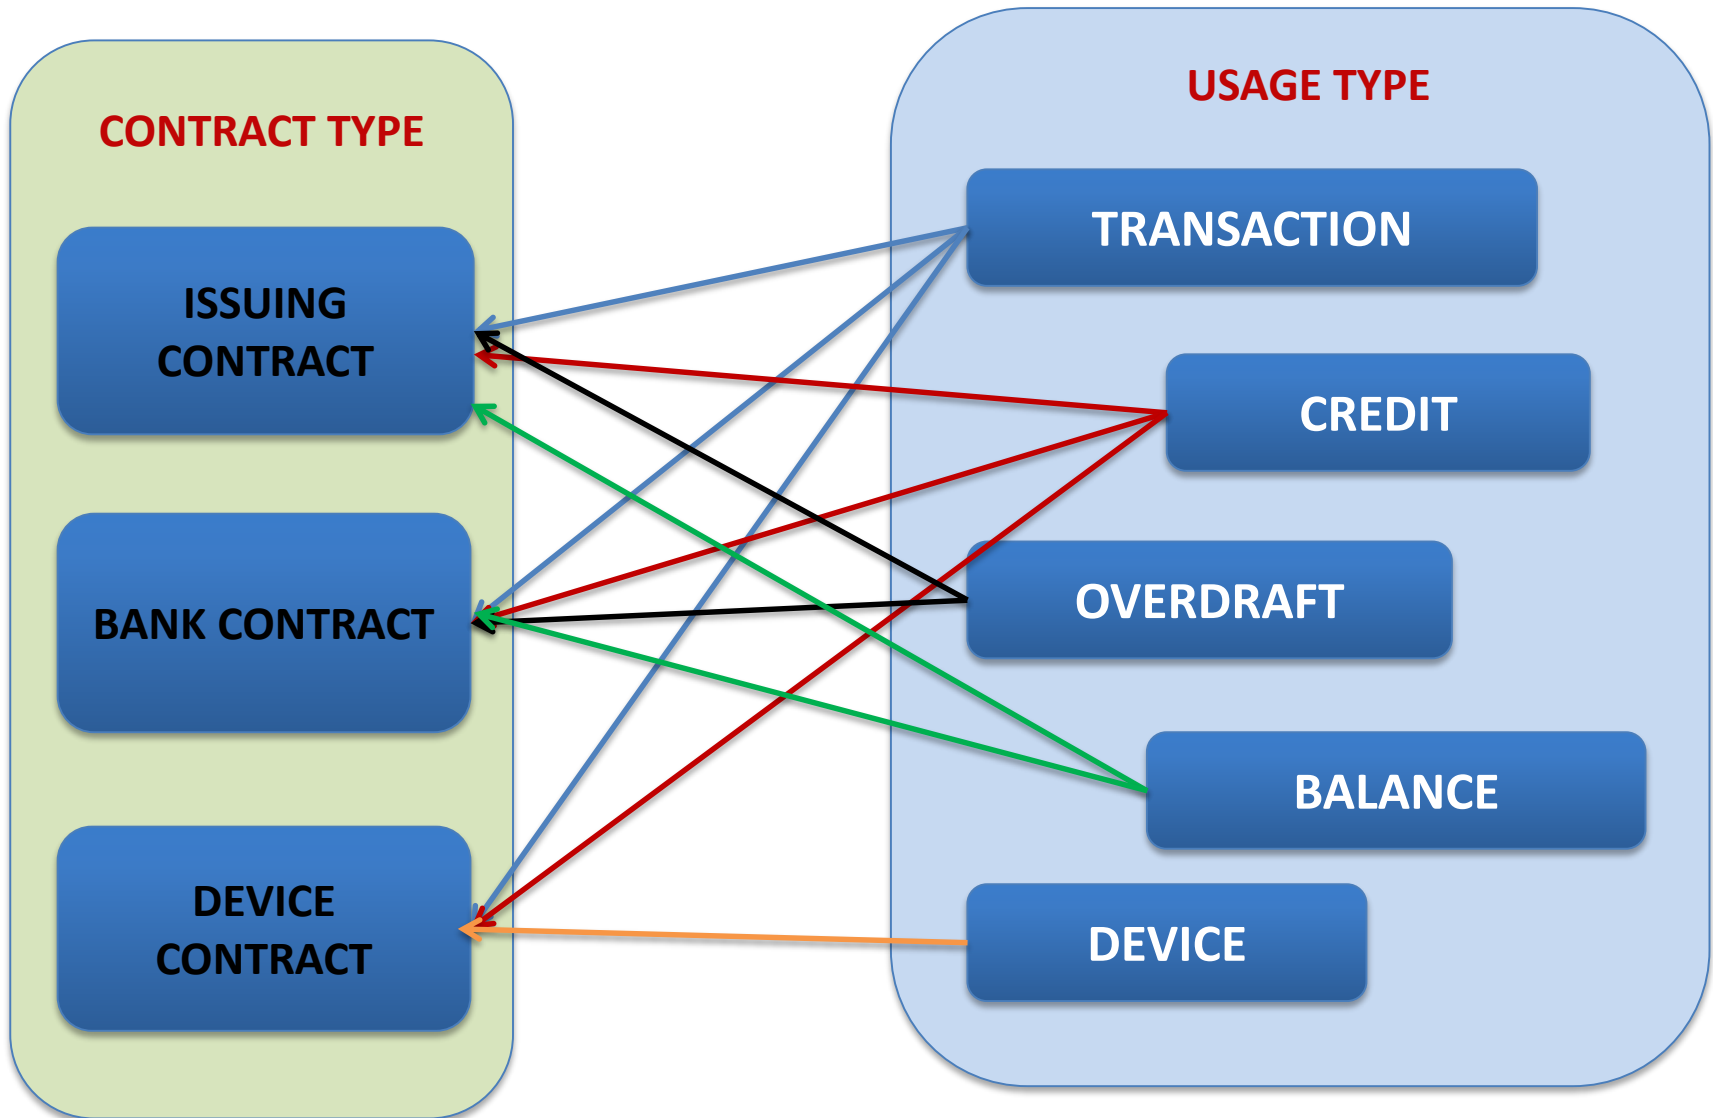 CONTRACT TYPE
ISSUING
CONTRACT
BANK CONTRACT
DEVICE
CONTRACT
USAGE TYPE
TRANSACTION
CREDIT
OVERDRAFT
BALANCE
DEVICE